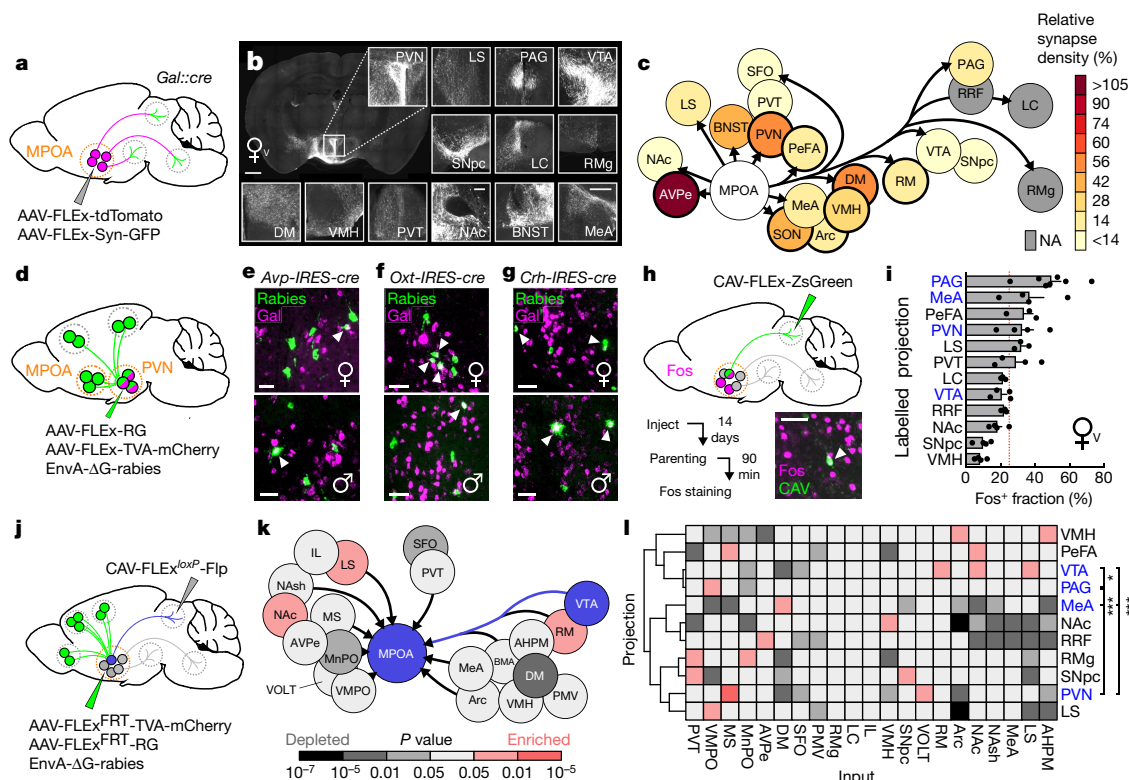 a
Gal::cre
MPOA
AAV-FLEx-tdTomato
AAV-FLEx-Syn-GFP
b
PVN
LS
PAG
VTA
♀v
SNpc
LC
RMg
DM
VMH
PVT
NAc
BNST
MeA
c
Relative
synapse
density (%)
>105
90
74
60
56
42
28
14
<14
NA
SFO
PVT
LS
BNST
PVN
PeFA
NAc
AVPe
MPOA
DM
MeA
VMH
SON
Arc
RM
PAG
RRF
LC
VTA
SNpc
RMg
d
MPOA
PVN
AAV-FLEx-RG
AAV-FLEx-TVA-mCherry
EnvA-ΔG-rabies
e
Avp-IRES-cre
Rabies
Gal
♀
♂
f
Oxt-IRES-cre
Rabies
Gal
♀
♂
g
Crh-IRES-cre
Rabies
Gal
♀
♂
h
CAV-FLEx-ZsGreen
Fos
Inject
14
days
Parenting
90
min
Fos staining
Fos
CAV
i
Labelled projection
PAG
MeA
PeFA
PVN
LS
PVT
LC
VTA
RRF
NAc
SNpc
VMH
♀v
0 20 40 60 80
Fos+ fraction (%)
j
CAV-FLExloxP-Flp
AAV-FLExFRT-TVA-mCherry
AAV-FLExFRT-RG
EnvA-ΔG-rabies
k
IL
LS
SFO
PVT
NAsh
NAc
MS
AVPe
MnPO
VOLT
VMPO
MPOA
VTA
RM
AHPM
BMA
MeA
DM
Arc
VMH
PMV
Depleted
P value
Enriched
10-7 10-5 0.01 0.05 0.05 0.01 10-5
l
Projection
VMH
PeFA
VTA
PAG
MeA
NAc
RRF
RMg
SNpc
PVN
LS
*
***
***
PVT
VMPO
MS
MnPO
AVPe
DM
SFO
PMV
RMg
LC
IL
VMH
SNpc
VOLT
RM
Arc
NAc
NAsh
MeA
LS
AHPM
Input